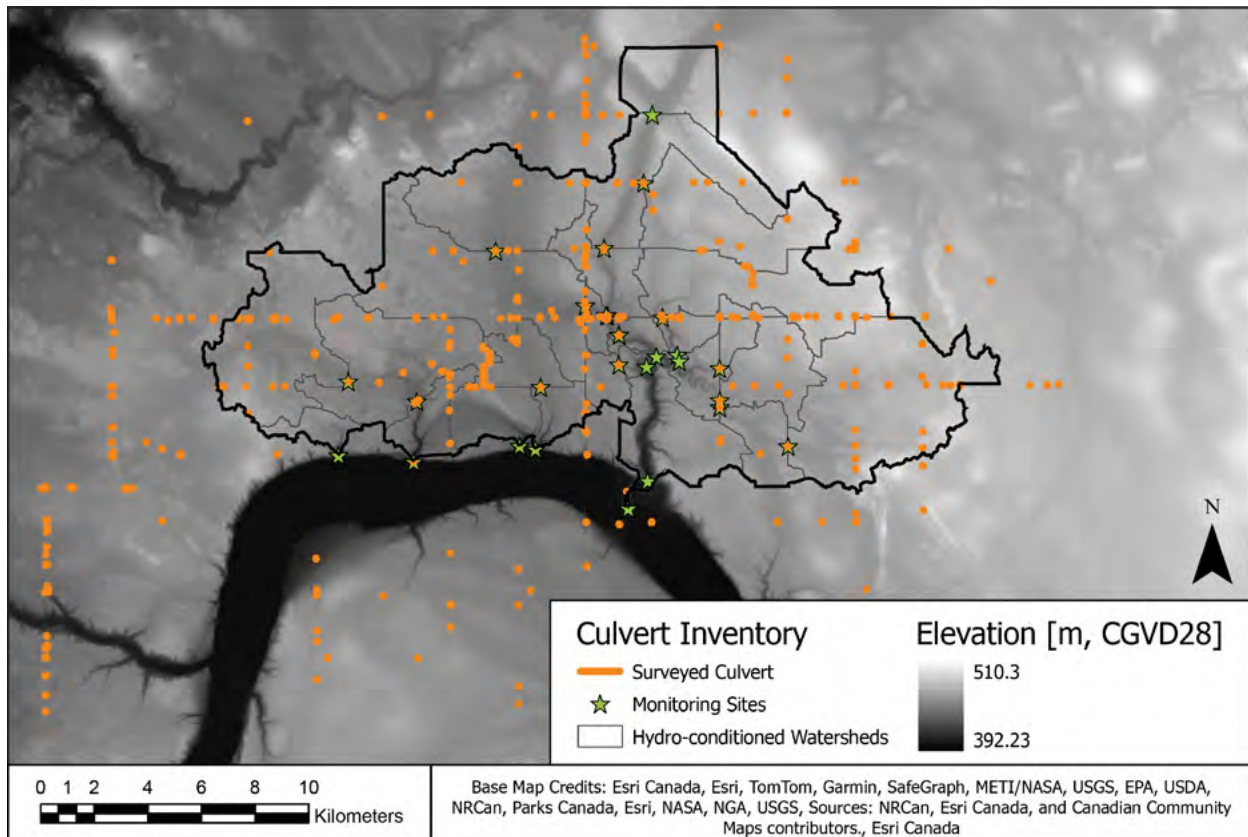 N
Culvert Inventory
Surveyed Culvert
Monitoring Sites
Hydro-conditioned Watersheds
Elevation [m, CGVD28]
510.3
392.23
0 1 2 4 6 8 10
Kilometers
Base Map Credits: Esri Canada, Esri, TomTom, Garmin, SafeGraph, METI/NASA, USGS, EPA, USDA,
NRCan, Parks Canada, Esri, NASA, NGA, USGS, Sources: NRCan, Esri Canada, and Canadian Community
Maps contributors., Esri Canada